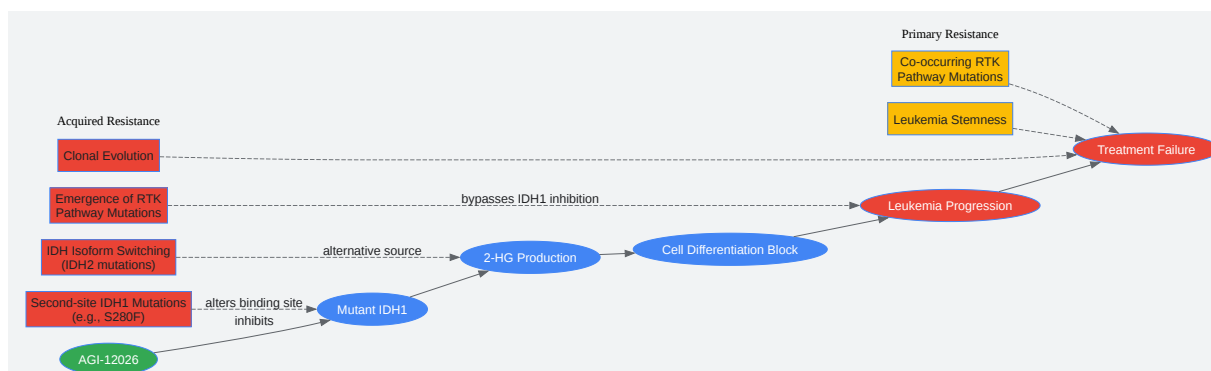 Primary Resistance
Co-occurring RTK
Pathway Mutations
Leukemia Stemness
Acquired Resistance
Clonal Evolution
Treatment Failure
Emergence of RTK
Pathway Mutations
bypasses IDH1 inhibition
Leukemia Progression
IDH Isoform Switching
(IDH2 mutations)
alternative source
2-HG Production
Cell Differentiation Block
Second-site IDH1 Mutations
(e.g., S280F)
alters binding site
inhibits
Mutant IDH1
AGI-12026